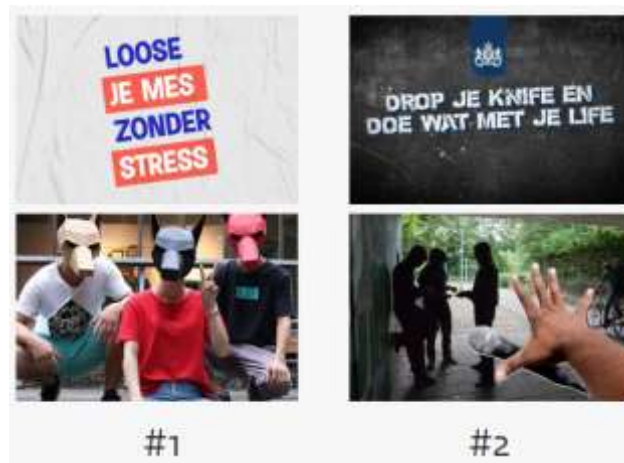 LOOSE
JE MES
ZONDER
STRESS
DROP JE KNIFE EN
DOE WAT MET JE LIFE
#1
#2